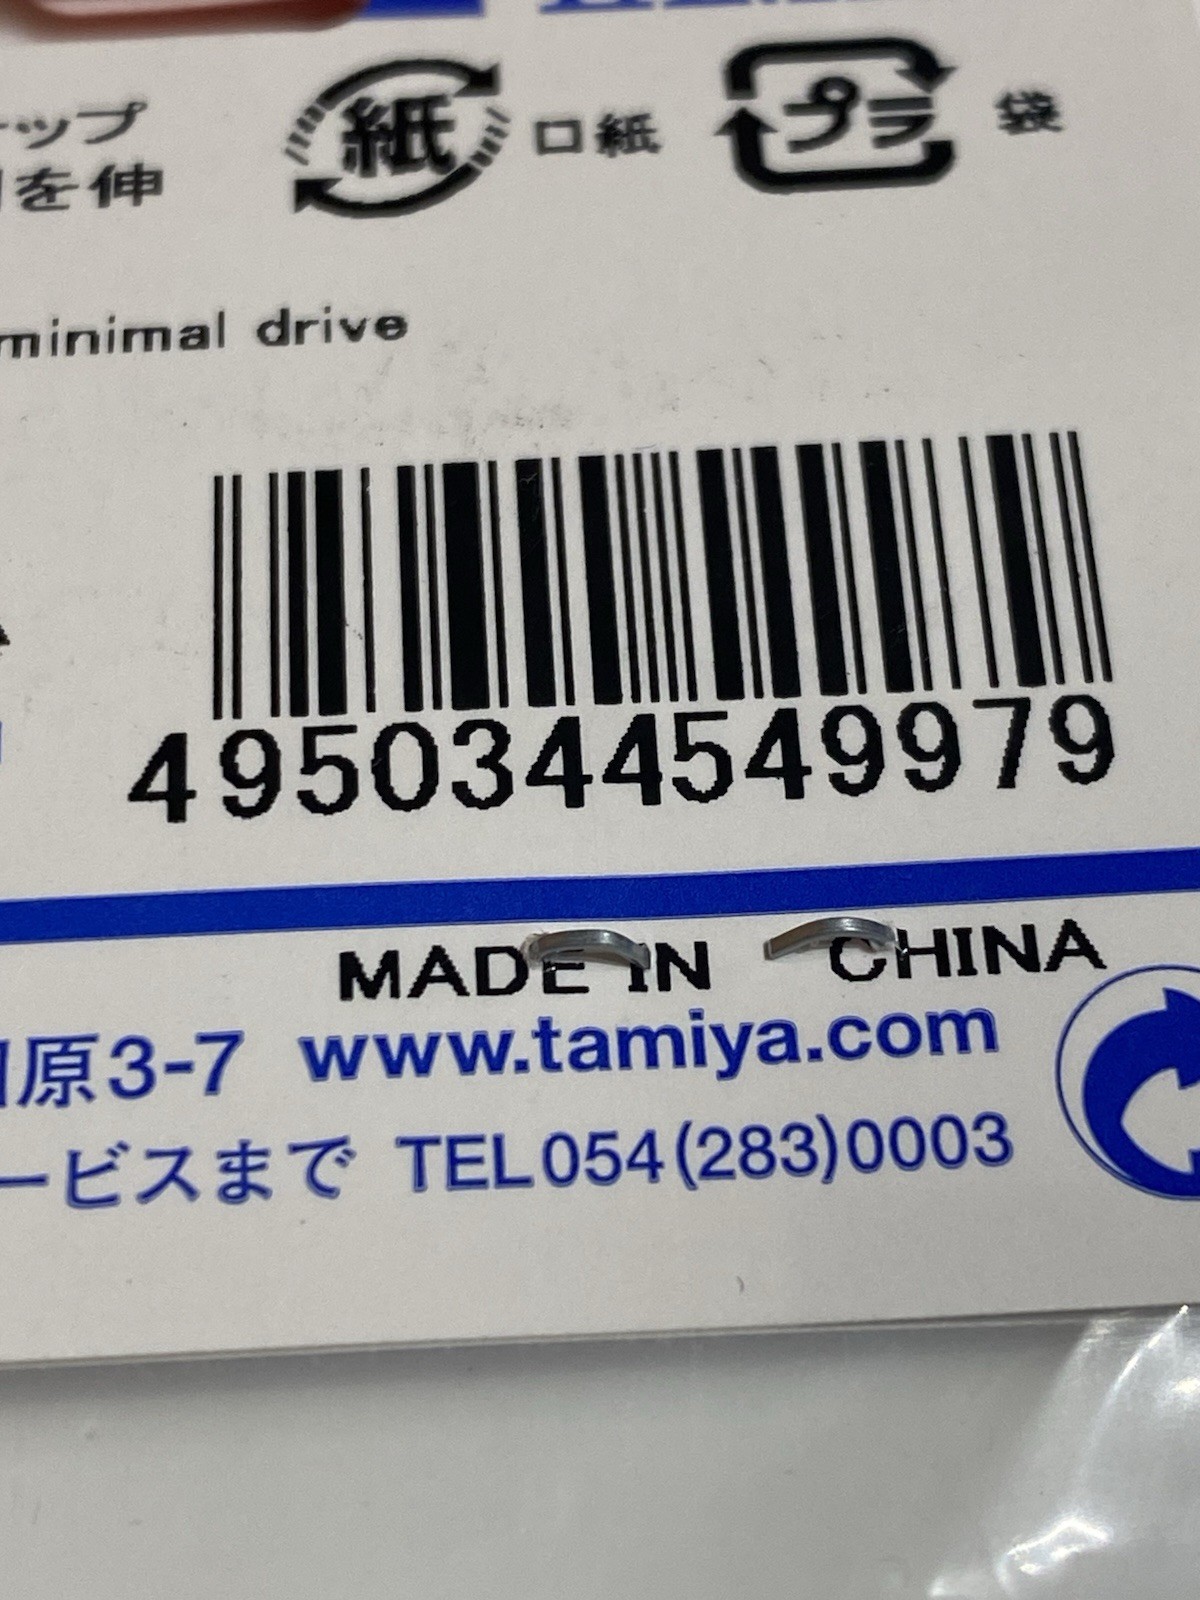 ップ
を伸
紙
口紙
プラ
袋
minimal drive
4950344549979
MADE IN CHINA
原3-7 www.tamiya.com
ービスまで TEL054(283)0003